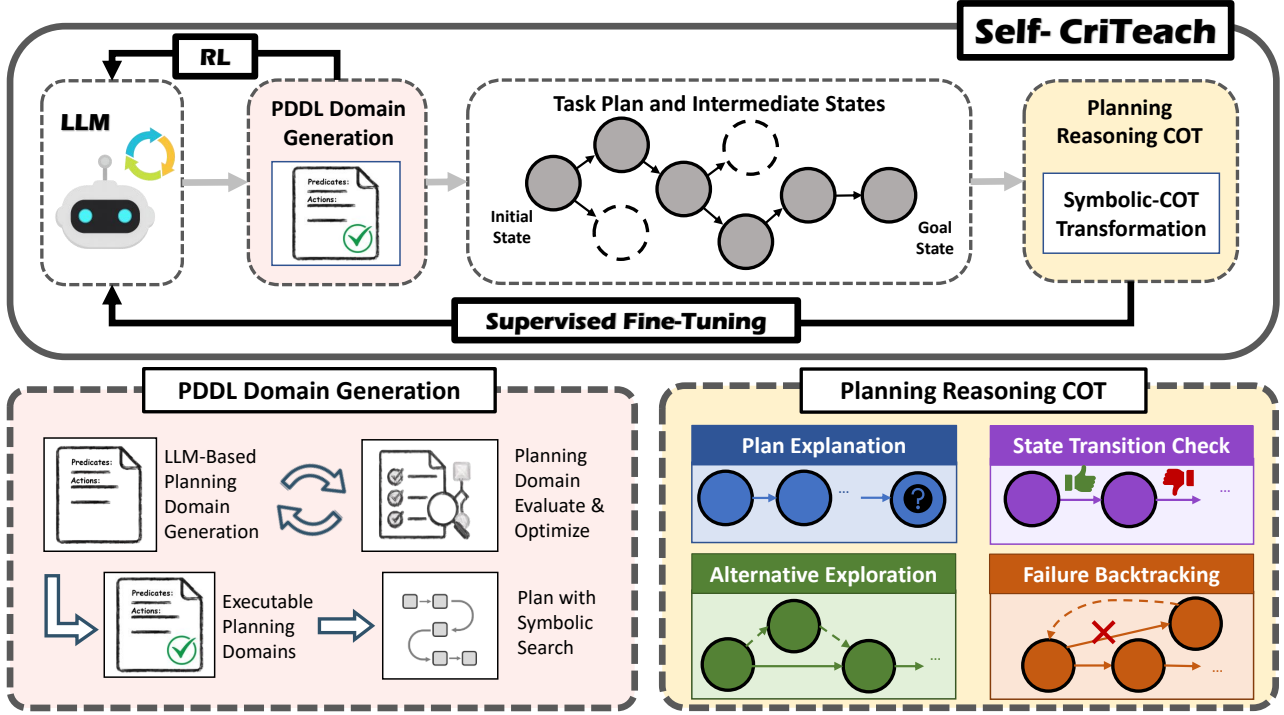 Self- CriTeach
RL
LLM
PDDL Domain
Generation
Predicates:
Actions:
Task Plan and Intermediate States
Initial
State
Goal
State
Planning
Reasoning COT
Symbolic-COT
Transformation
Supervised Fine-Tuning
PDDL Domain Generation
Predicates:
Actions:
LLM-Based
Planning
Domain
Generation
Planning
Domain
Evaluate &
Optimize
Predicates:
Actions:
Executable
Planning
Domains
Plan with
Symbolic
Search
Planning Reasoning COT
Plan Explanation
...
?
State Transition Check
...
Alternative Exploration
...
Failure Backtracking
...